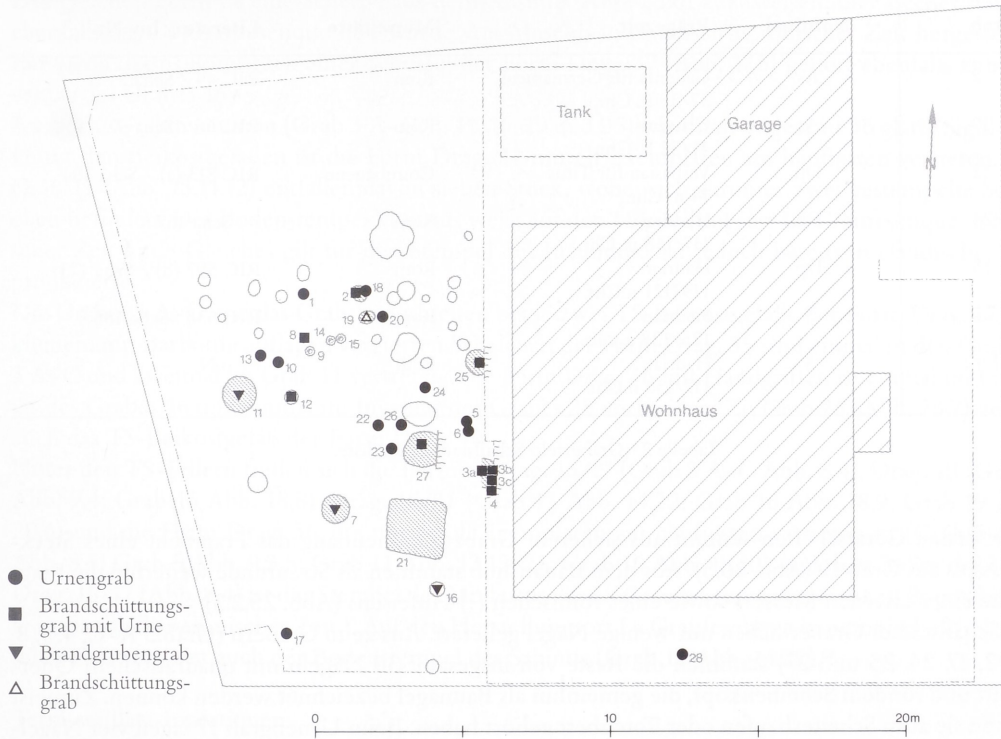 Tank
Garage
N
18
2
1
19
20
8
14
15
9
13
10
25
24
11
12
22
26
5
6
23
27
3a
3b
3c
4
7
21
16
17
28
Wohnhaus
Urnengrab
Brandschüttungs-
grab mit Urne
Brandgrubengrab
Brandschüttungs-
grab
0
10
20m